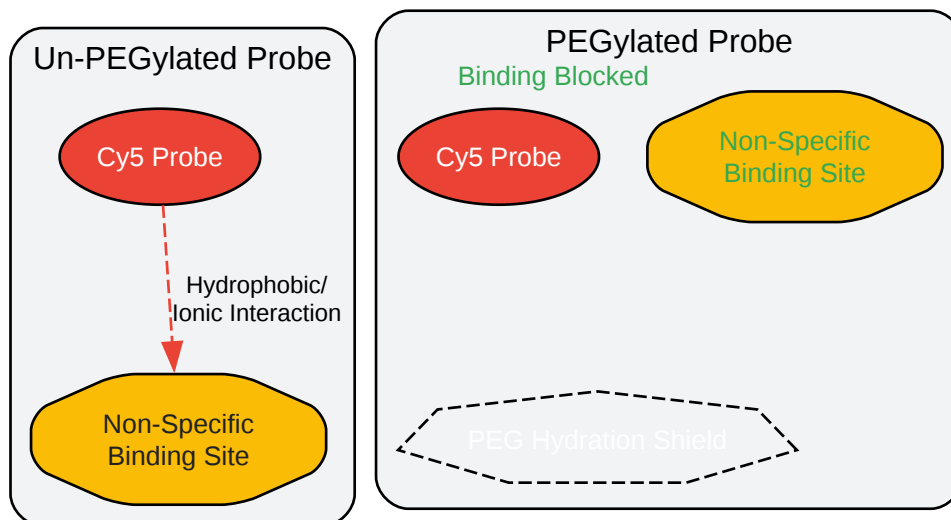 Un-PEGylated Probe
Cy5 Probe
Hydrophobic/
Ionic Interaction
Non-Specific
Binding Site
PEGylated Probe
Binding Blocked
Cy5 Probe
Non-Specific
Binding Site
PEG Hydration Shield